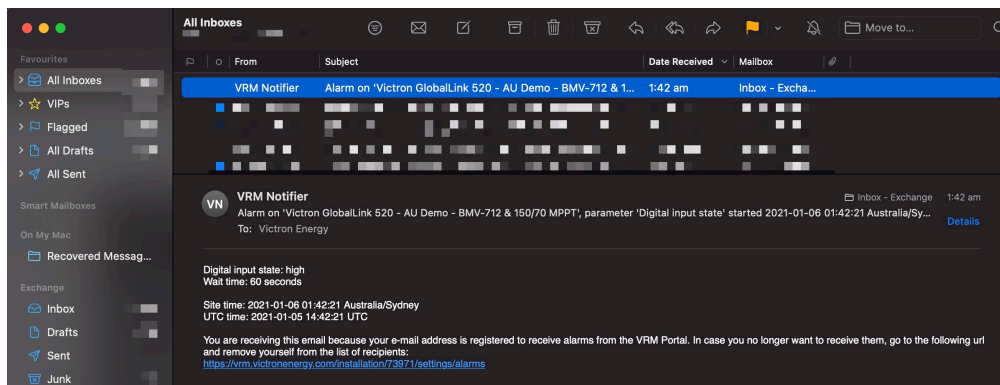 All Inboxes
Move to...
Favourites
All Inboxes
VIPs
Flagged
All Drafts
All Sent
Smart Mailboxes
On My Mac
Recovered Messag...
Exchange
Inbox
Drafts
Sent
Junk
From Subject Date Received Mailbox
VRM Notifier Alarm on 'Victron GlobalLink 520 - AU Demo - BMV-712 & 1... 1:42 am Inbox - Excha...
VN
VRM Notifier Inbox - Exchange 1:42 am
Alarm on 'Victron GlobalLink 520 - AU Demo - BMV-712 & 150/70 MPPT', parameter 'Digital input state' started 2021-01-06 01:42:21 Australia/Sy...
To: Victron Energy Details
Digital input state: high
Wait time: 60 seconds
Site time: 2021-01-06 01:42:21 Australia/Sydney
UTC time: 2021-01-05 14:42:21 UTC
You are receiving this email because your e-mail address is registered to receive alarms from the VRM Portal. In case you no longer want to receive them, go to the following url
and remove yourself from the list of recipients:
https://vrm.victronenergy.com/installation/73971/settings/alarms